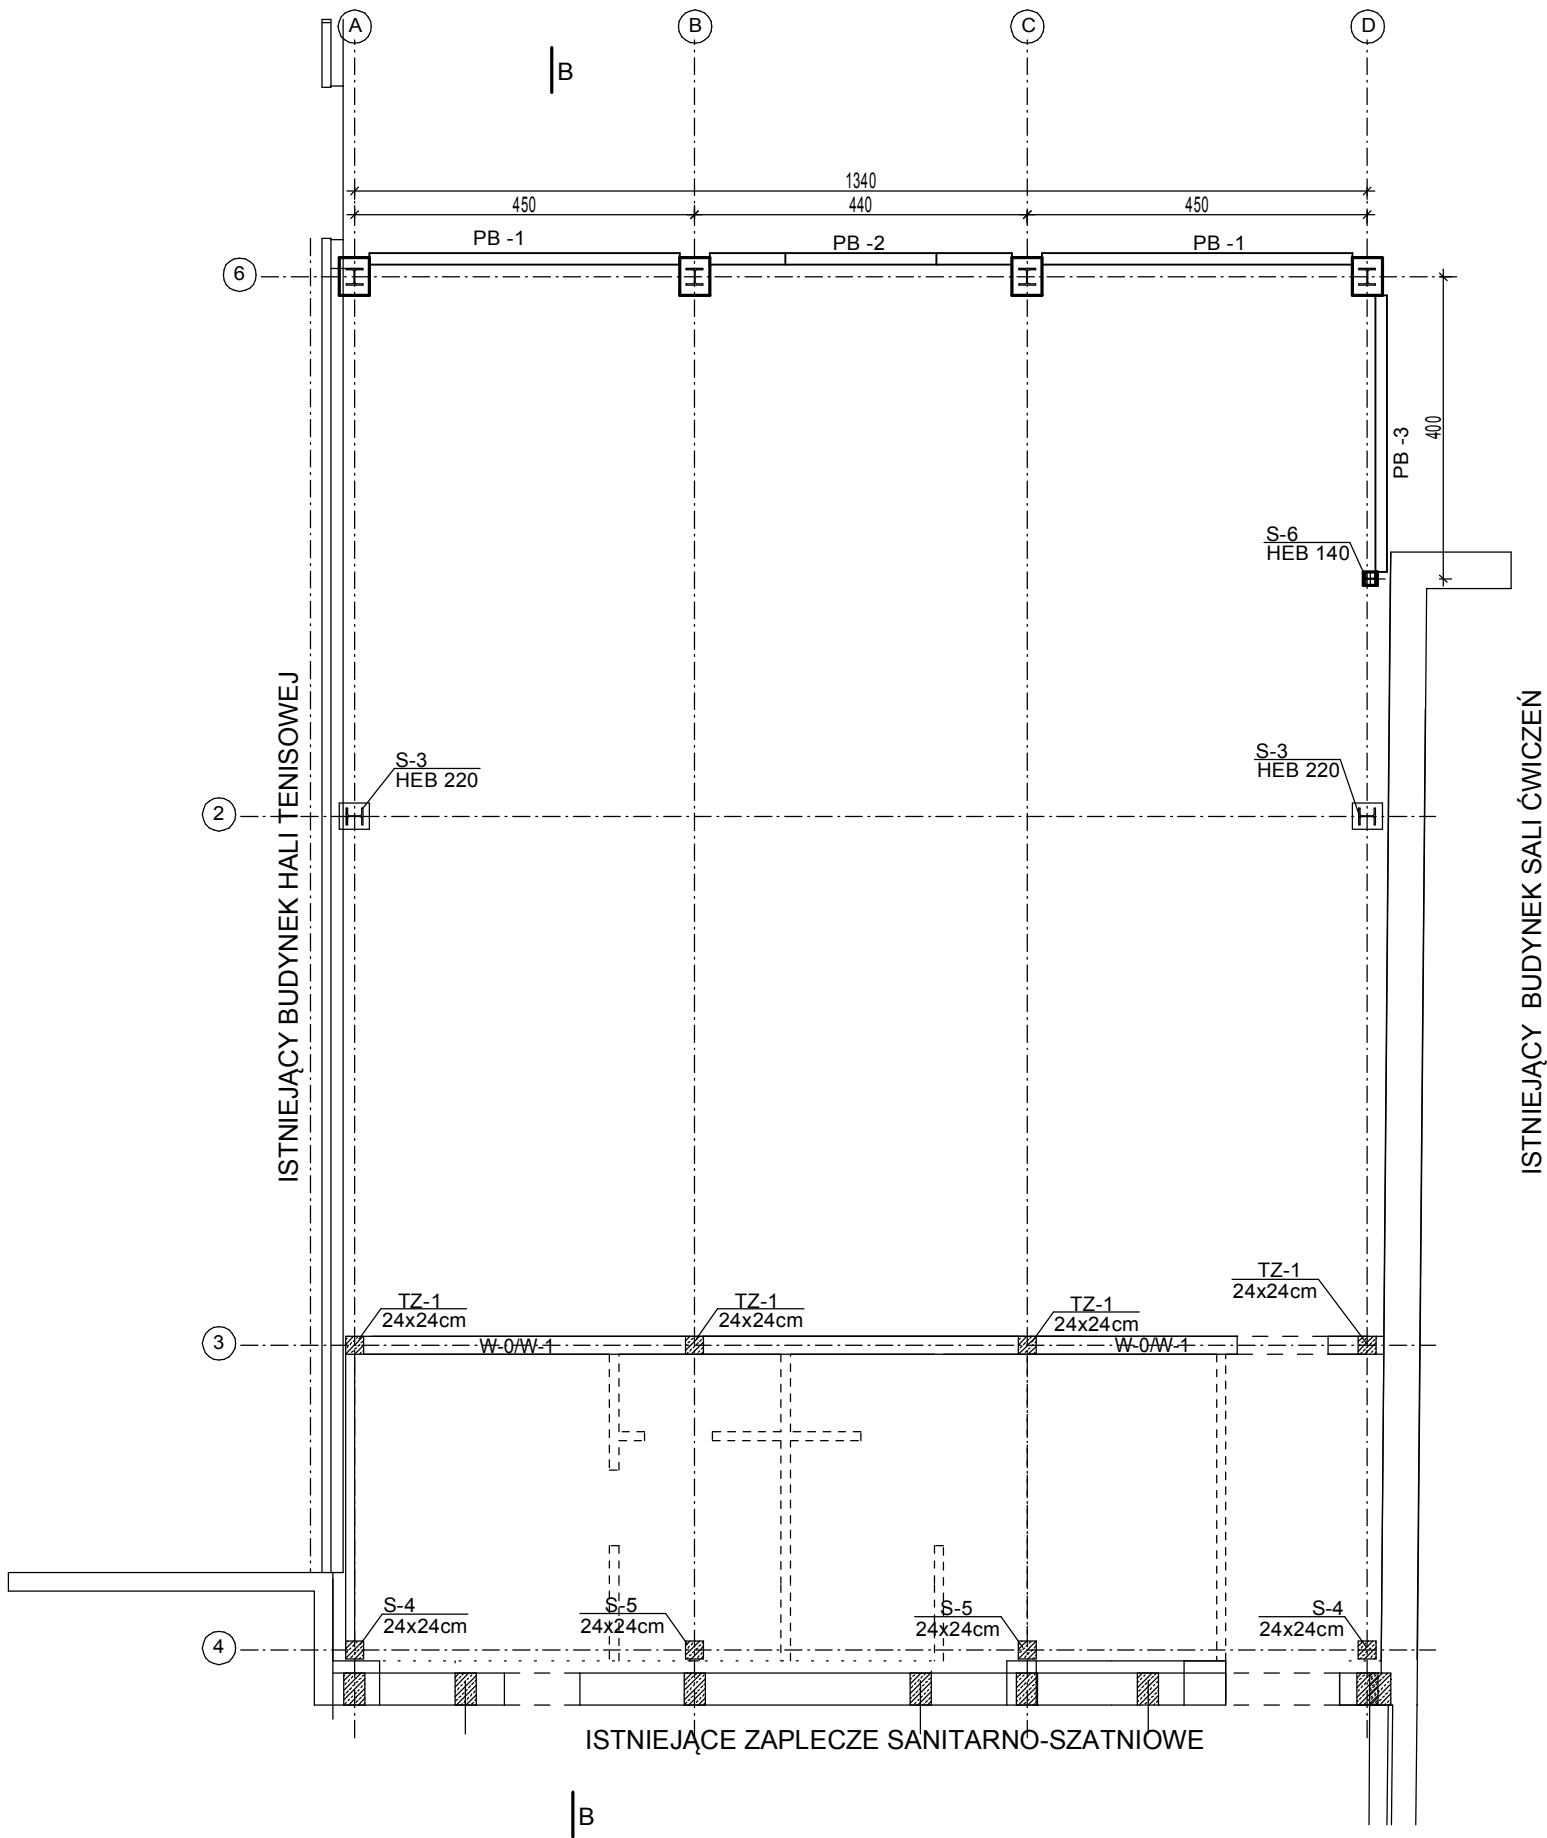 A
B
C
D
B
1340
450
440
450
PB -1
PB -2
PB -1
6
400
PB -3
S-6
HEB 140
ISTNIEJĄCY BUDYNEK HALI TENISOWEJ
ISTNIEJĄCY BUDYNEK SALI ĆWICZEŃ
S-3
HEB 220
S-3
HEB 220
2
TZ-1
24x24cm
TZ-1
24x24cm
TZ-1
24x24cm
TZ-1
24x24cm
3
W-0/W-1
W-0/W-1
S-4
24x24cm
S-5
24x24cm
S-5
24x24cm
S-4
24x24cm
4
ISTNIEJĄCE ZAPLECZE SANITARNO-SZATNIOWE
B